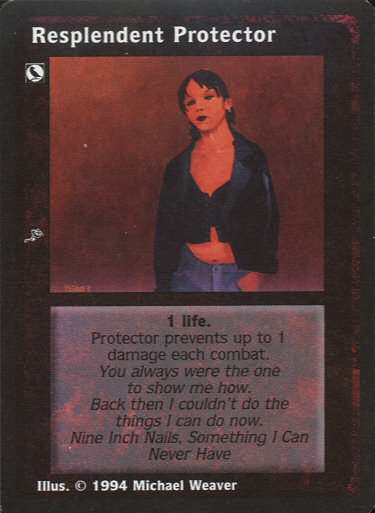 Resplendent Protector
1 life.
Protector prevents up to 1
damage each combat.
You always were the one
to show me how.
Back then I couldn't do the
things I can do now.
Nine Inch Nails, Something I Can
Never Have
Illus. © 1994 Michael Weaver